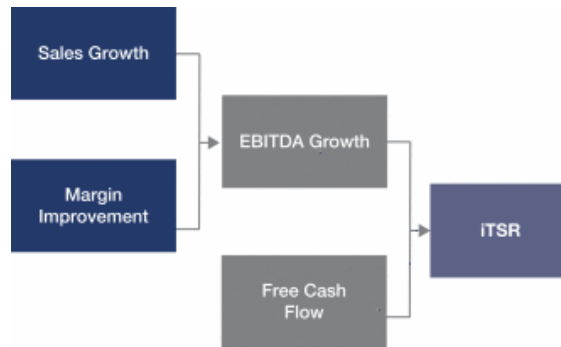 Sales Growth
EBITDA Growth
Margin
Improvement
iTSR
Free Cash
Flow